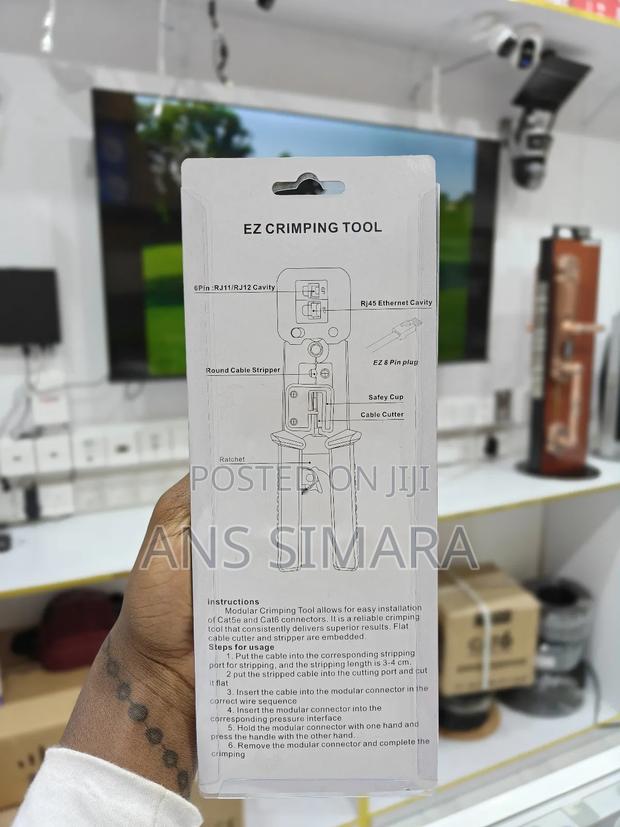 EZ CRIMPING TOOL
6Pin :RJ11/RJ12 Cavity
Rj45 Ethernet Cavity
EZ 8 Pin plug
Round Cable Stripper
Safey Cup
Cable Cutter
Ratchet
POSTED ON JIJI
ANS SIMARA
instructions
Modular Crimping Tool allows for easy installation
of Cat5e and Cat6 connectors. It is a reliable crimping
tool that consistently delivers superior results. Flat
cable cutter and stripper are embedded.
Steps for usage
1. Put the cable into the corresponding stripping
port for stripping, and the stripping length is 3-4 cm.
2 put the stripped cable into the cutting port and cut
it flat
3. Insert the cable into the modular connector in the
correct wire sequence
4. Insert the modular connector into the
corresponding pressure interface
5. Hold the modular connector with one hand and
press the handle with the other hand.
6. Remove the modular connector and complete the
crimping